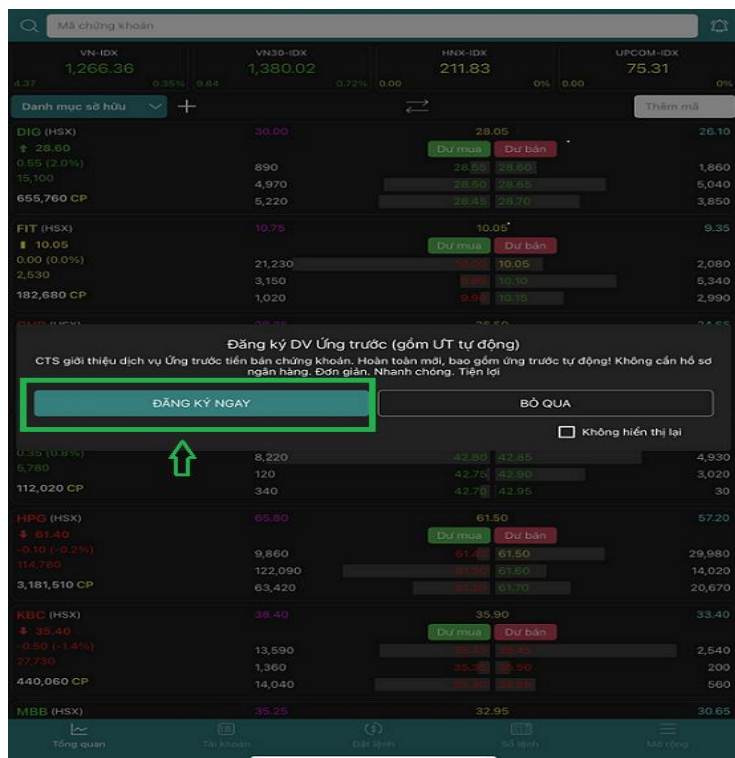 Mã chứng khoán
VN-IDX VN30-IDX HNX-IDX UPCOM-IDX
1,266.36 1,380.02 211.83 75.31
4.37 0.35% 9.84 0.72% 0.00 0% 0.00 0%
Danh mục sở hữu Thêm mã
DIG (HSX) 30.00 28.05 26.10
28.60 Dư mua Dư bán
0.55 (2.0%) 890 28.55 28.60 1,860
15,100 4,970 28.50 28.65 5,040
655,760 CP 5,220 28.45 28.70 3,850
FIT (HSX) 10.75 10.05 9.35
10.05 Dư mua Dư bán
0.00 (0.0%) 21,230 10.05 2,080
2,530 3,150 10.10 5,340
182,680 CP 1,020 9.98 10.15 2,990
Đăng ký DV Ứng trước (gồm ƯT tự động)
CTS giới thiệu dịch vụ Ứng trước tiền bán chứng khoán. Hoàn toàn mới, bao gồm ứng trước tự động! Không cần hồ sơ
ngân hàng. Đơn giản. Nhanh chóng. Tiện lợi
ĐĂNG KÝ NGAY BỎ QUA
Không hiển thị lại
0.35 (0.8%) 8,220 42.80 42.85 4,930
5,780 120 42.75 42.90 3,020
112,020 CP 340 42.70 42.95 30
HPG (HSX) 65.80 61.50 57.20
61.40 Dư mua Dư bán
-0.10 (-0.2%) 9,860 61.40 61.50 29,980
114,760 122,090 61.60 14,020
3,181,510 CP 63,420 61.70 20,670
KBC (HSX) 38.40 35.90 33.40
35.40 Dư mua Dư bán
-0.50 (-1.4%) 13,590 2,540
27,730 1,360 200
440,060 CP 14,040 560
MBB (HSX) 35.25 32.95 30.65
Tổng quan Tài khoản Đặt lệnh Sổ lệnh Mở rộng